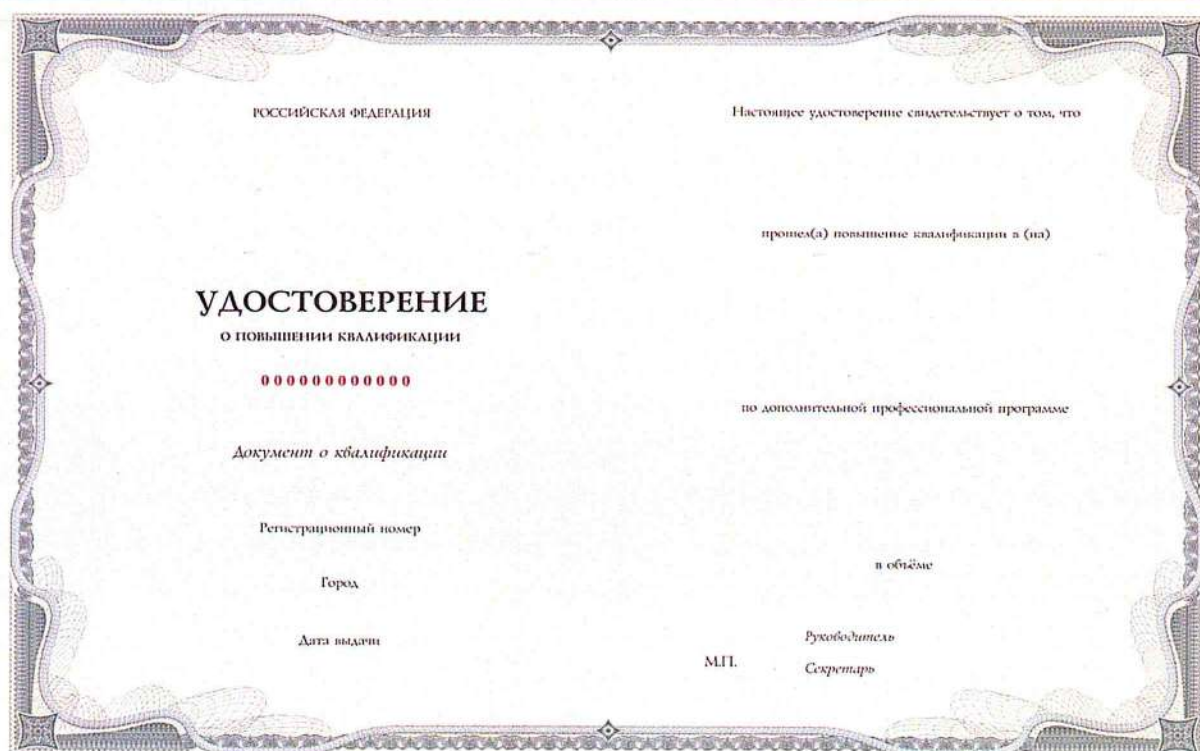 РОССИЙСКАЯ ФЕДЕРАЦИЯ
УДОСТОВЕРЕНИЕ
О ПОВЫШЕНИИ КВАЛИФИКАЦИИ
000000000000
Документ о квалификации
Регистрационный номер
Город
Дата выдачи
Настоящее удостоверение свидетельствует о том, что
прошел(а) повышение квалификации в (на)
по дополнительной профессиональной программе
в объёме
М.П.
Руководитель
Секретарь